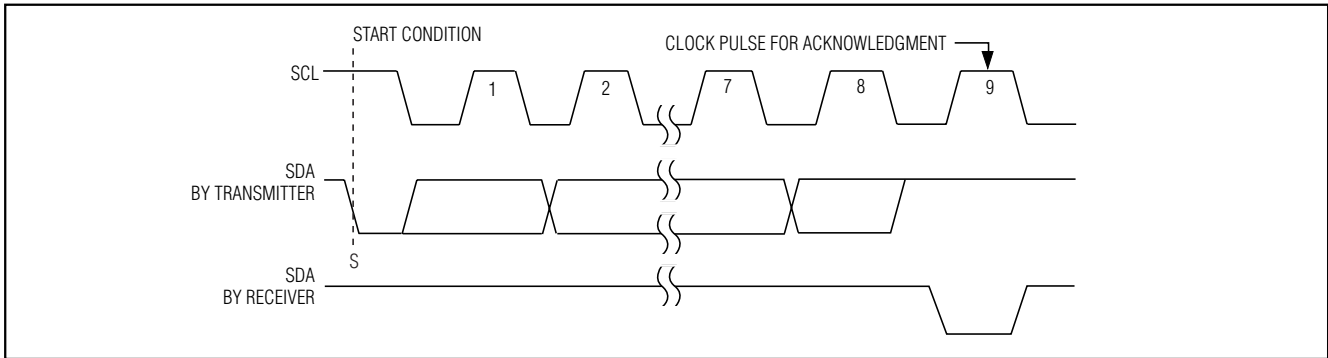 START CONDITION
CLOCK PULSE FOR ACKNOWLEDGMENT
SCL
1
2
7
8
9
SDA
BY TRANSMITTER
S
SDA
BY RECEIVER